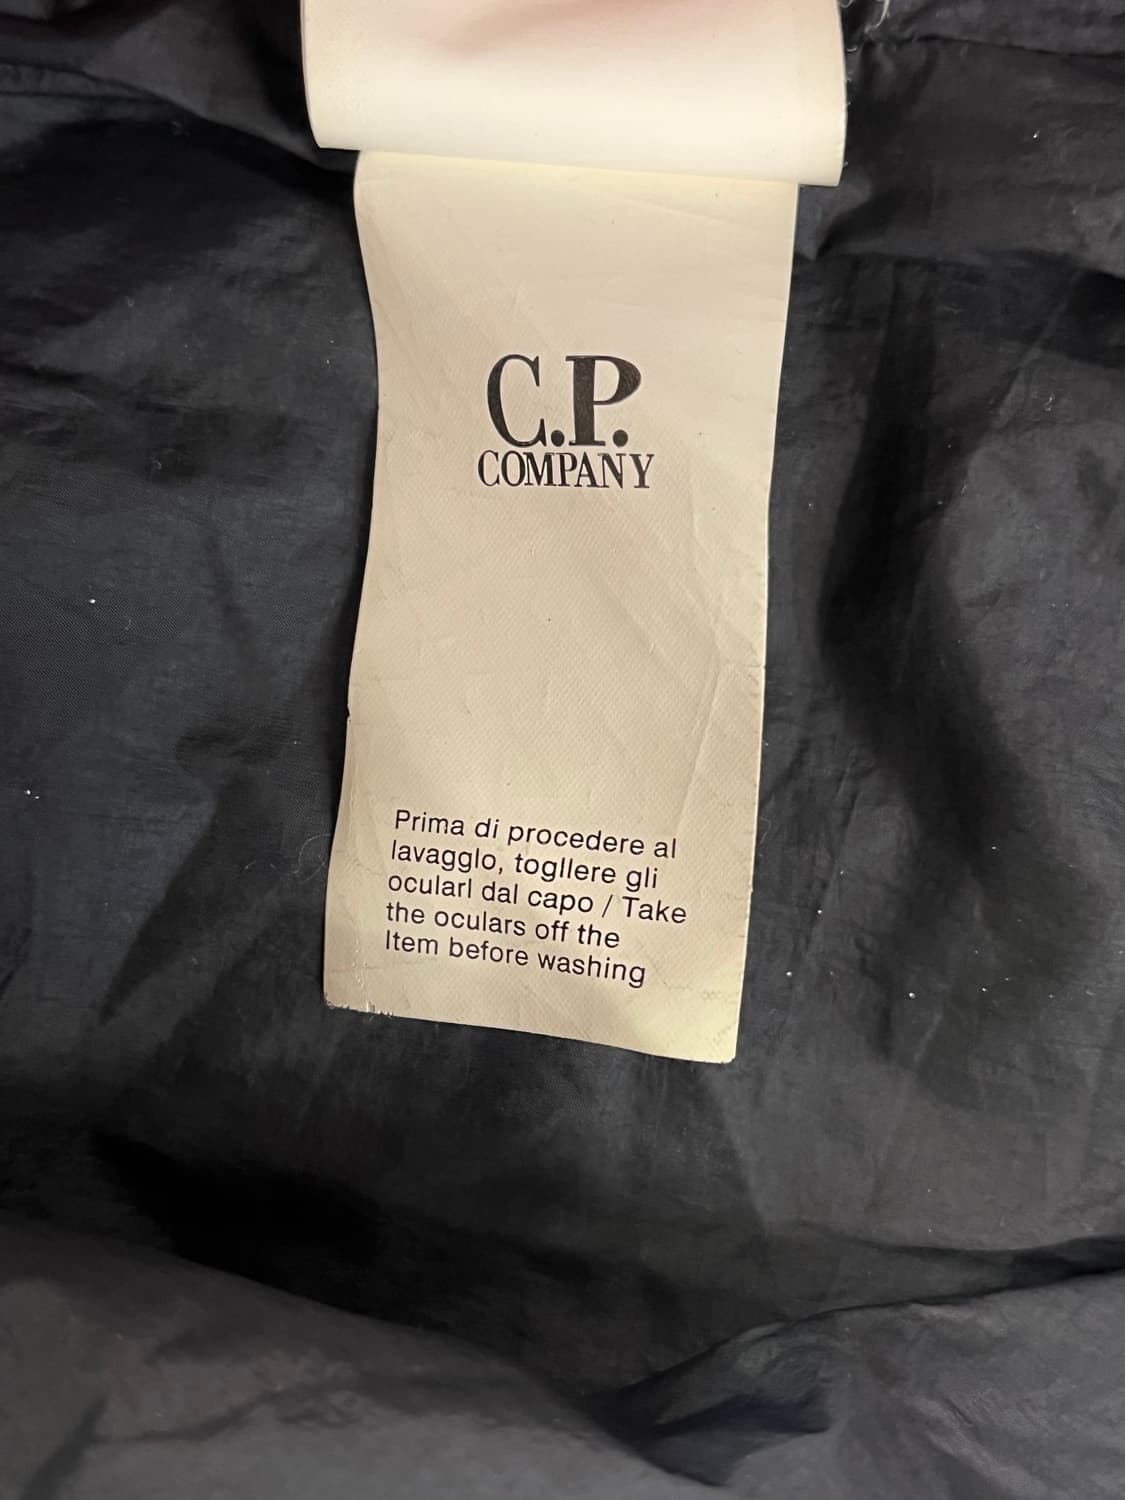 C.P.
COMPANY
Prima di procedere al
lavagglo, togllere gli
ocularl dal capo / Take
the oculars off the
Item before washing